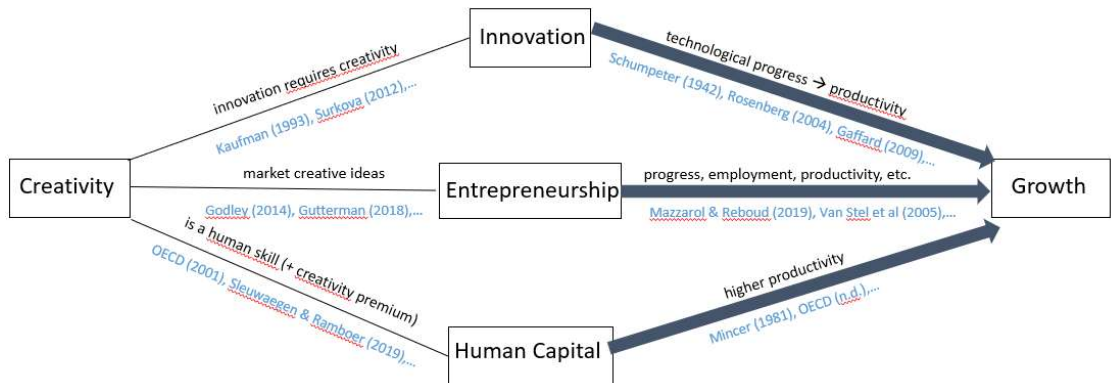 Innovation
technological progress → productivity
Schumpeter (1942), Rosenberg (2004), Gaffard (2009),...
innovation requires creativity
Kaufman (1993), Surkova (2012),...
Creativity
market creative ideas
Godley (2014), Gutterman (2018),...
Entrepreneurship
progress, employment, productivity, etc.
Mazzarol & Reboud (2019), Van Stel et al (2005),...
Growth
is a human skill (+ creativity premium)
OECD (2001), Sleuwaegen & Ramboer (2019),...
Human Capital
higher productivity
Mincer (1981), OECD (n.d.),...